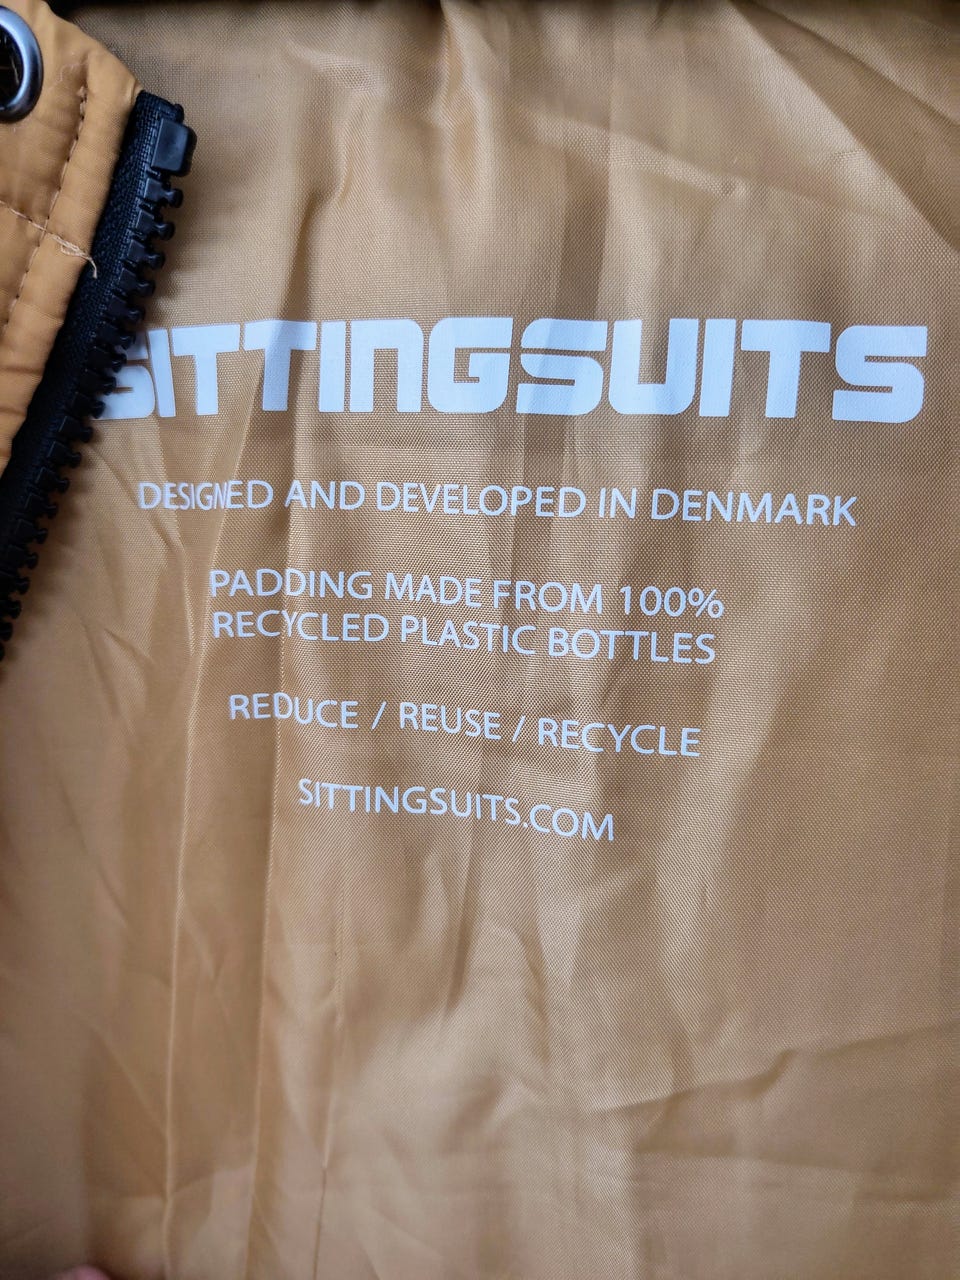 SITTINGSUITS
DESIGNED AND DEVELOPED IN DENMARK
PADDING MADE FROM 100%
RECYCLED PLASTIC BOTTLES
REDUCE / REUSE / RECYCLE
SITTINGSUITS.COM